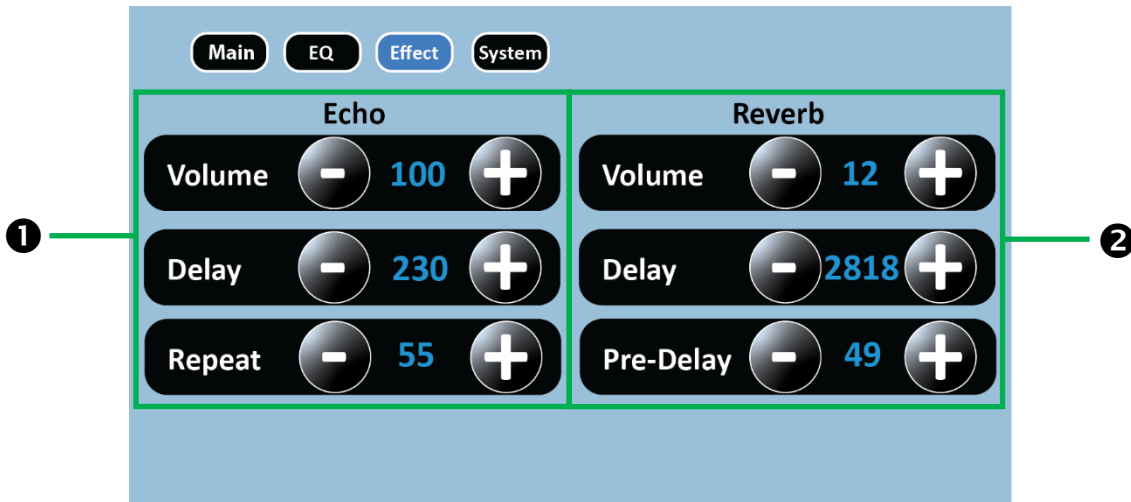 Main EQ Effect System
Echo
Volume - 100 +
Delay - 230 +
Repeat - 55 +
Reverb
Volume - 12 +
Delay - 2818 +
Pre-Delay - 49 +
❶
❷